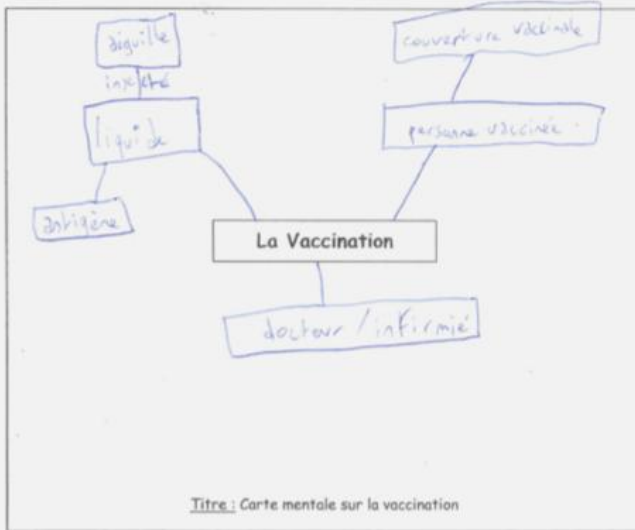 aiguille
couverture vaccinale
injecté
liquide
personne vaccinée
antigène
La Vaccination
docteur / infirmié
Titre : Carte mentale sur la vaccination